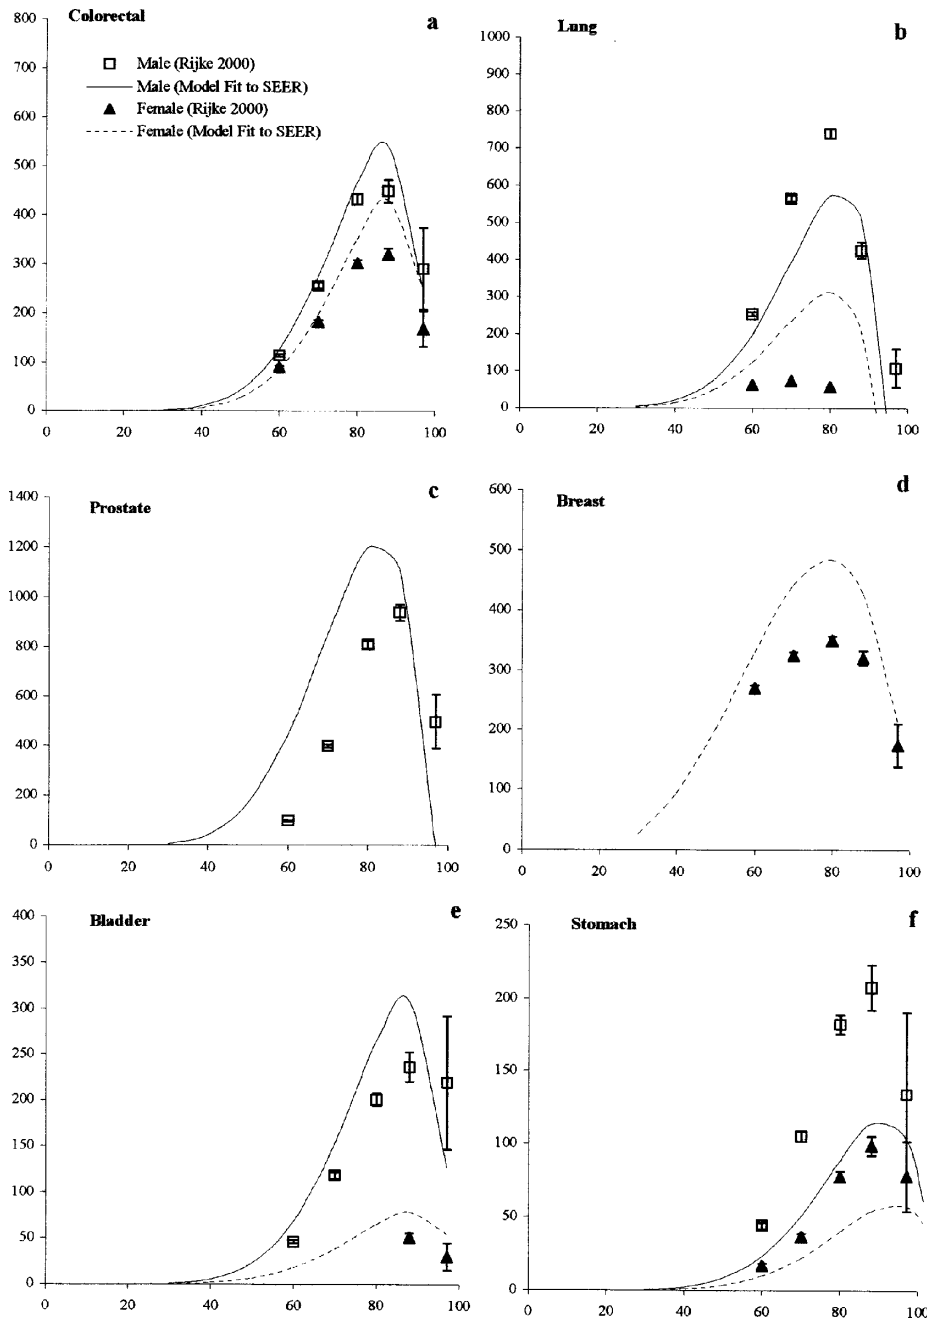 Colorectal
a
800
700
600
500
400
300
200
100
0
0 20 40 60 80 100
Male (Rijke 2000)
Male (Model Fit to SEER)
Female (Rijke 2000)
Female (Model Fit to SEER)
Lung
b
1000
900
800
700
600
500
400
300
200
100
0
0 20 40 60 80 100
Prostate
c
1400
1200
1000
800
600
400
200
0
0 20 40 60 80 100
Breast
d
600
500
400
300
200
100
0
0 20 40 60 80 100
Bladder
e
400
350
300
250
200
150
100
50
0
0 20 40 60 80 100
Stomach
f
250
200
150
100
50
0
0 20 40 60 80 100